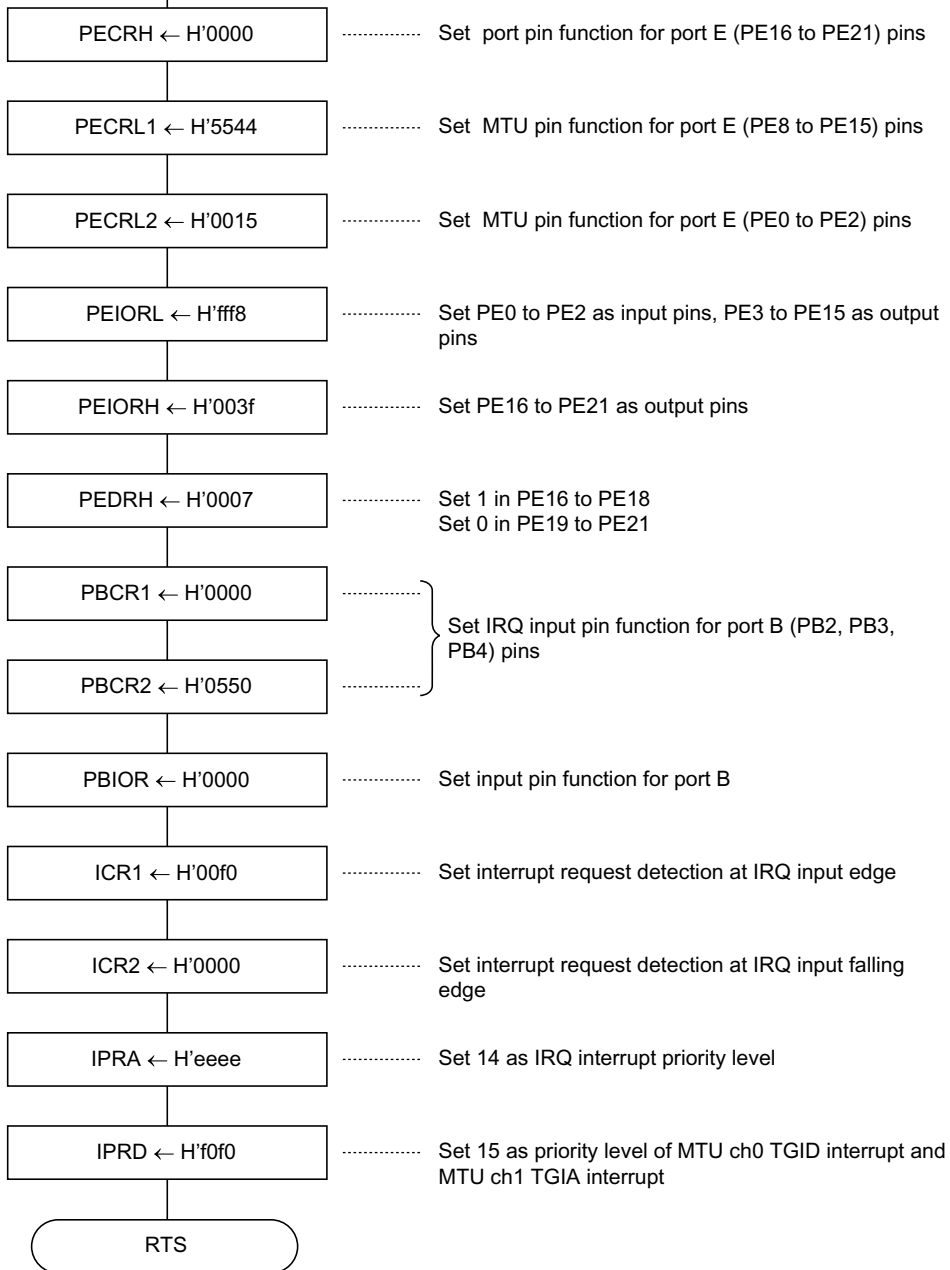 PECRH ← H'0000
Set port pin function for port E (PE16 to PE21) pins
PECRL1 ← H'5544
Set MTU pin function for port E (PE8 to PE15) pins
PECRL2 ← H'0015
Set MTU pin function for port E (PE0 to PE2) pins
PEIORL ← H'fff8
Set PE0 to PE2 as input pins, PE3 to PE15 as output
pins
PEIORH ← H'003f
Set PE16 to PE21 as output pins
PEDRH ← H'0007
Set 1 in PE16 to PE18
Set 0 in PE19 to PE21
PBCR1 ← H'0000
Set IRQ input pin function for port B (PB2, PB3,
PB4) pins
PBCR2 ← H'0550
PBIOR ← H'0000
Set input pin function for port B
ICR1 ← H'00f0
Set interrupt request detection at IRQ input edge
ICR2 ← H'0000
Set interrupt request detection at IRQ input falling
edge
IPRA ← H'eeee
Set 14 as IRQ interrupt priority level
IPRD ← H'f0f0
Set 15 as priority level of MTU ch0 TGID interrupt and
MTU ch1 TGIA interrupt
RTS